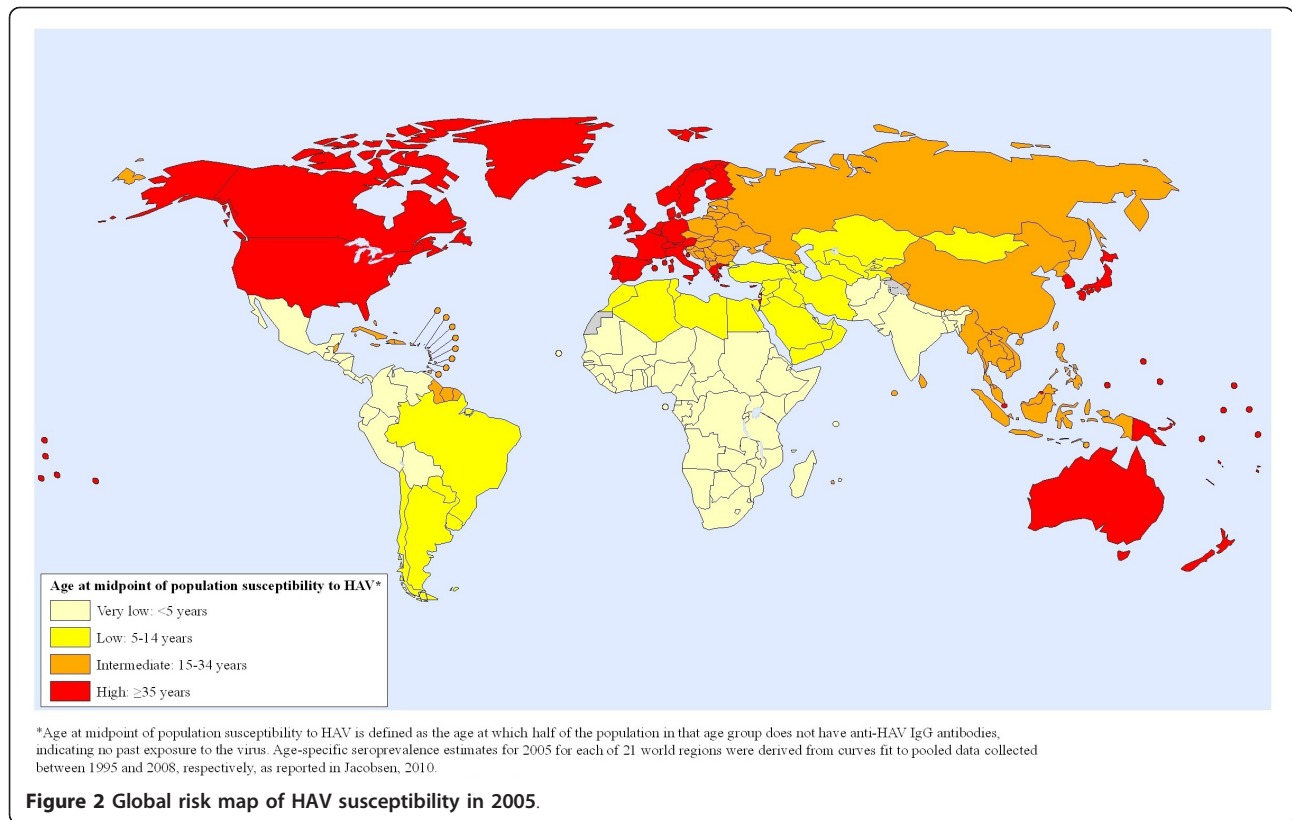 Age at midpoint of population susceptibility to HAV*
Very low: <5 years
Low: 5-14 years
Intermediate: 15-34 years
High: ≥35 years
*Age at midpoint of population susceptibility to HAV is defined as the age at which half of the population in that age group does not have anti-HAV IgG antibodies,
indicating no past exposure to the virus. Age-specific seroprevalence estimates for 2005 for each of 21 world regions were derived from curves fit to pooled data collected
between 1995 and 2008, respectively, as reported in Jacobsen, 2010.
Figure 2 Global risk map of HAV susceptibility in 2005.